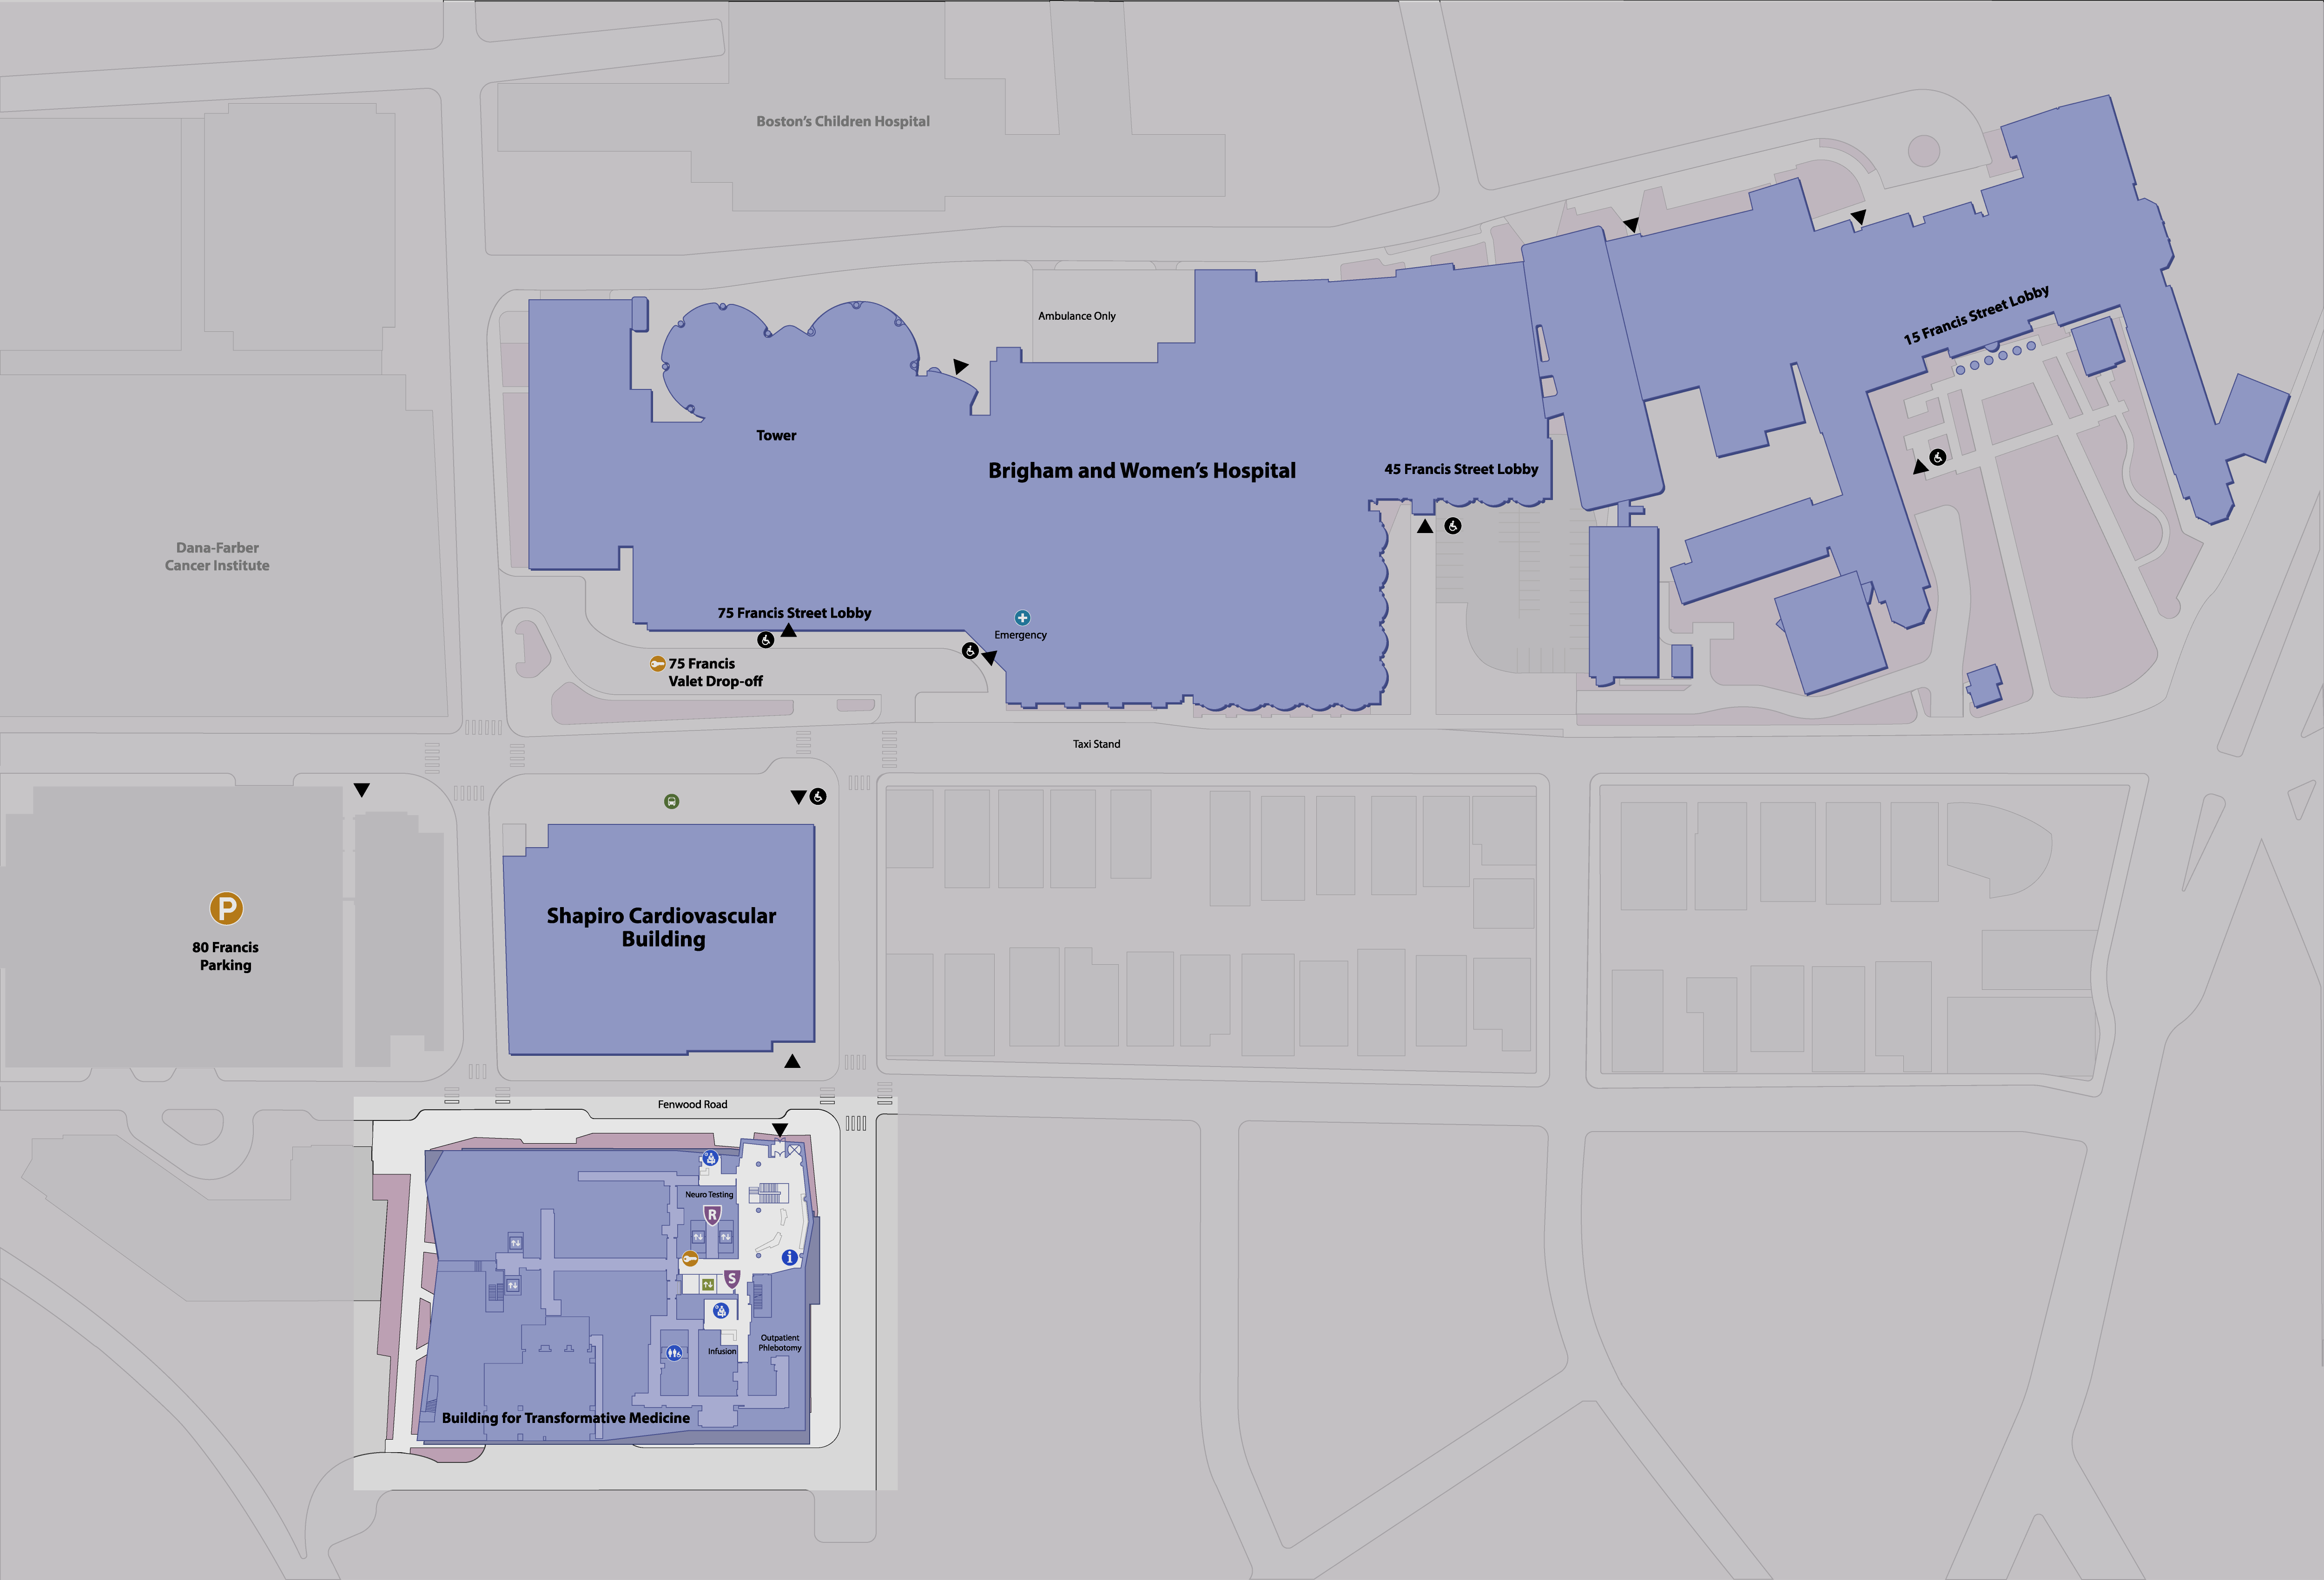 Boston's Children Hospital
15 Francis Street Lobby
Ambulance Only
Tower
Brigham and Women's Hospital
45 Francis Street Lobby
Dana-Farber
Cancer Institute
75 Francis Street Lobby
Emergency
75 Francis
Valet Drop-off
Taxi Stand
P
80 Francis
Parking
Shapiro Cardiovascular
Building
Fenwood Road
Neuro Testing
R
i
S
Outpatient
Phlebotomy
Infusion
Building for Transformative Medicine